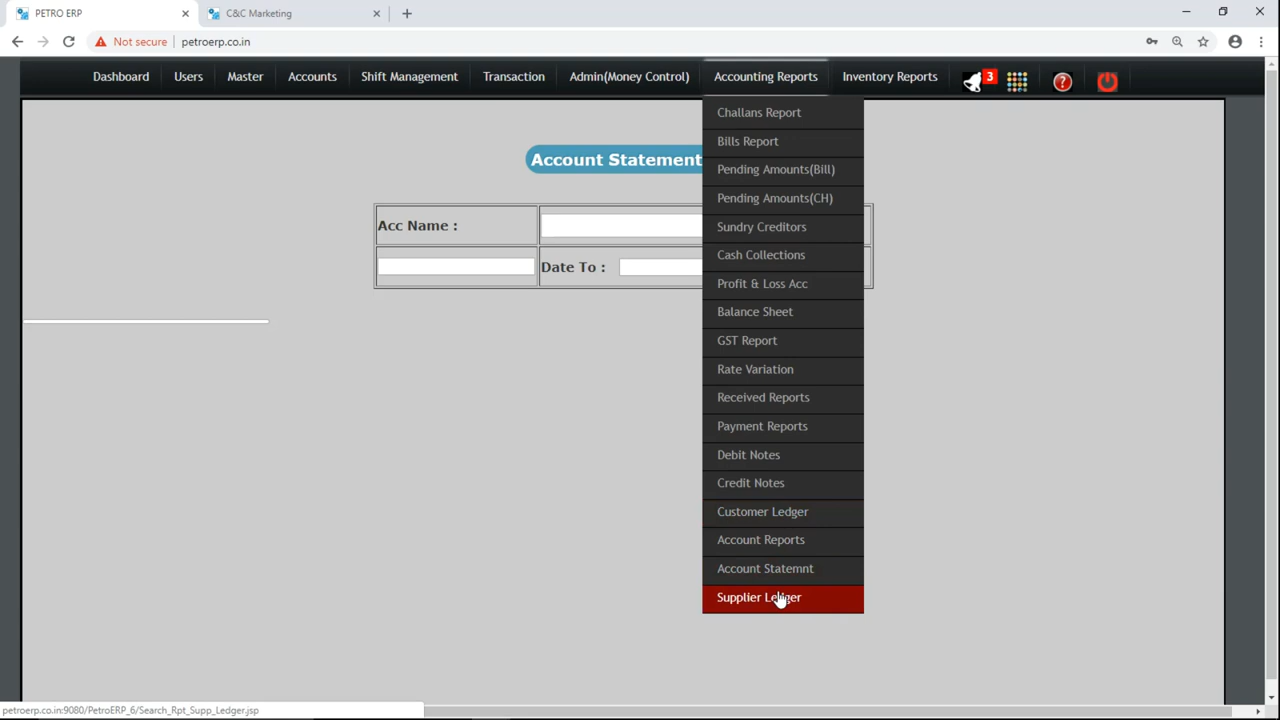 PETRO ERP
C&C Marketing
Not secure
petroerp.co.in
Dashboard
Users
Master
Accounts
Shift Management
Transaction
Admin(Money Control)
Accounting Reports
Inventory Reports
3
?
Challans Report
Bills Report
Pending Amounts(Bill)
Pending Amounts(CH)
Sundry Creditors
Cash Collections
Profit & Loss Acc
Balance Sheet
GST Report
Rate Variation
Received Reports
Payment Reports
Debit Notes
Credit Notes
Customer Ledger
Account Reports
Account Statemnt
Supplier Ledger
Account Statement
Acc Name :
Date To :
petroerp.co.in:9080/PetroERP_6/Search_Rpt_Supp_Ledger.jsp